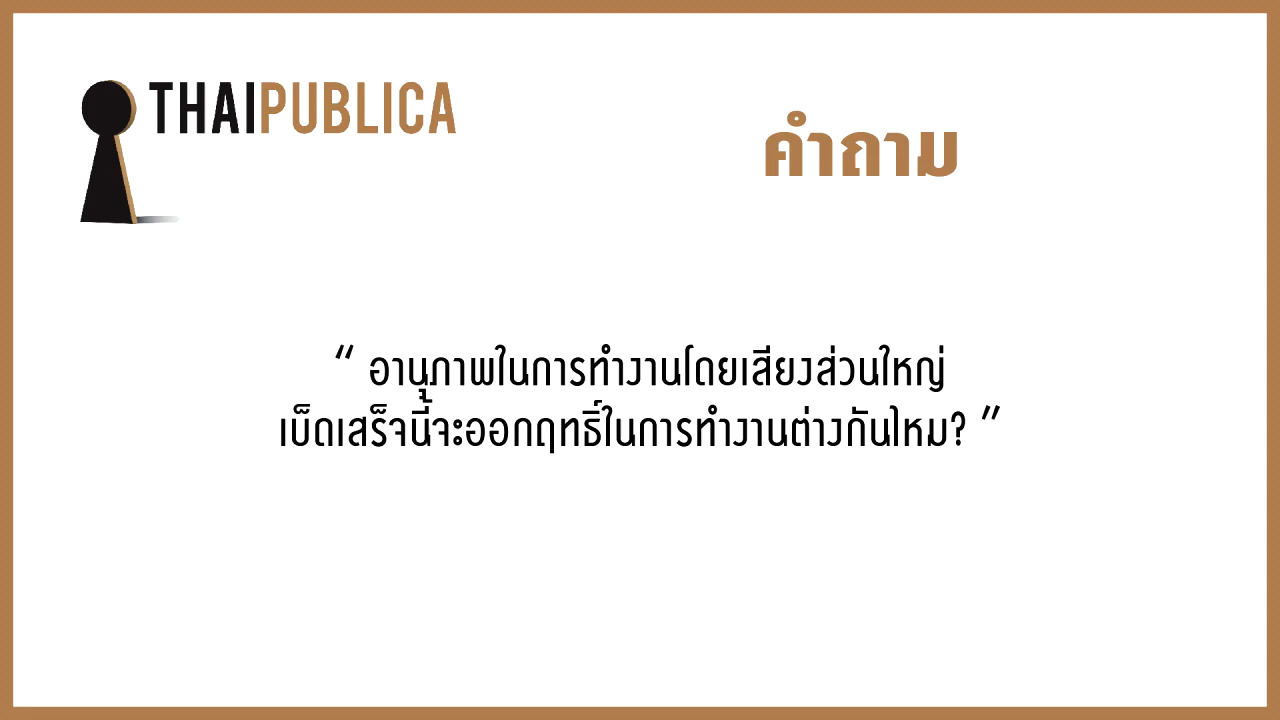 THAIPUBLICA
คำถาม
“ อานุภาพในการทำงานโดยเสียงส่วนใหญ่
เบ็ดเสร็จนี้จะออกฤทธิ์ในการทำงานต่างกันไหม? ”